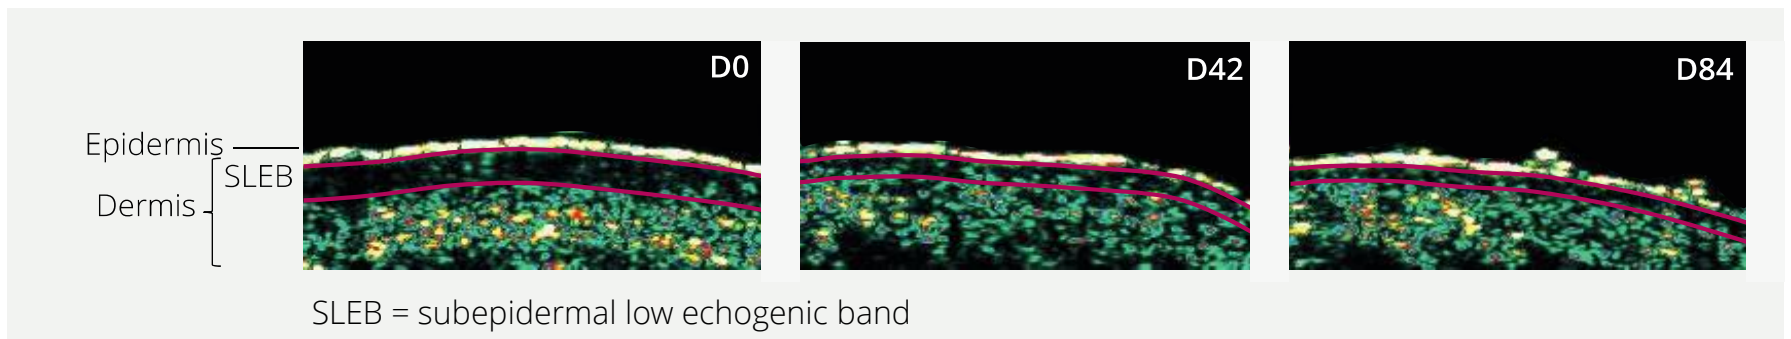 D0
D42
D84
Epidermis
SLEB
Dermis
SLEB = subepidermal low echogenic band